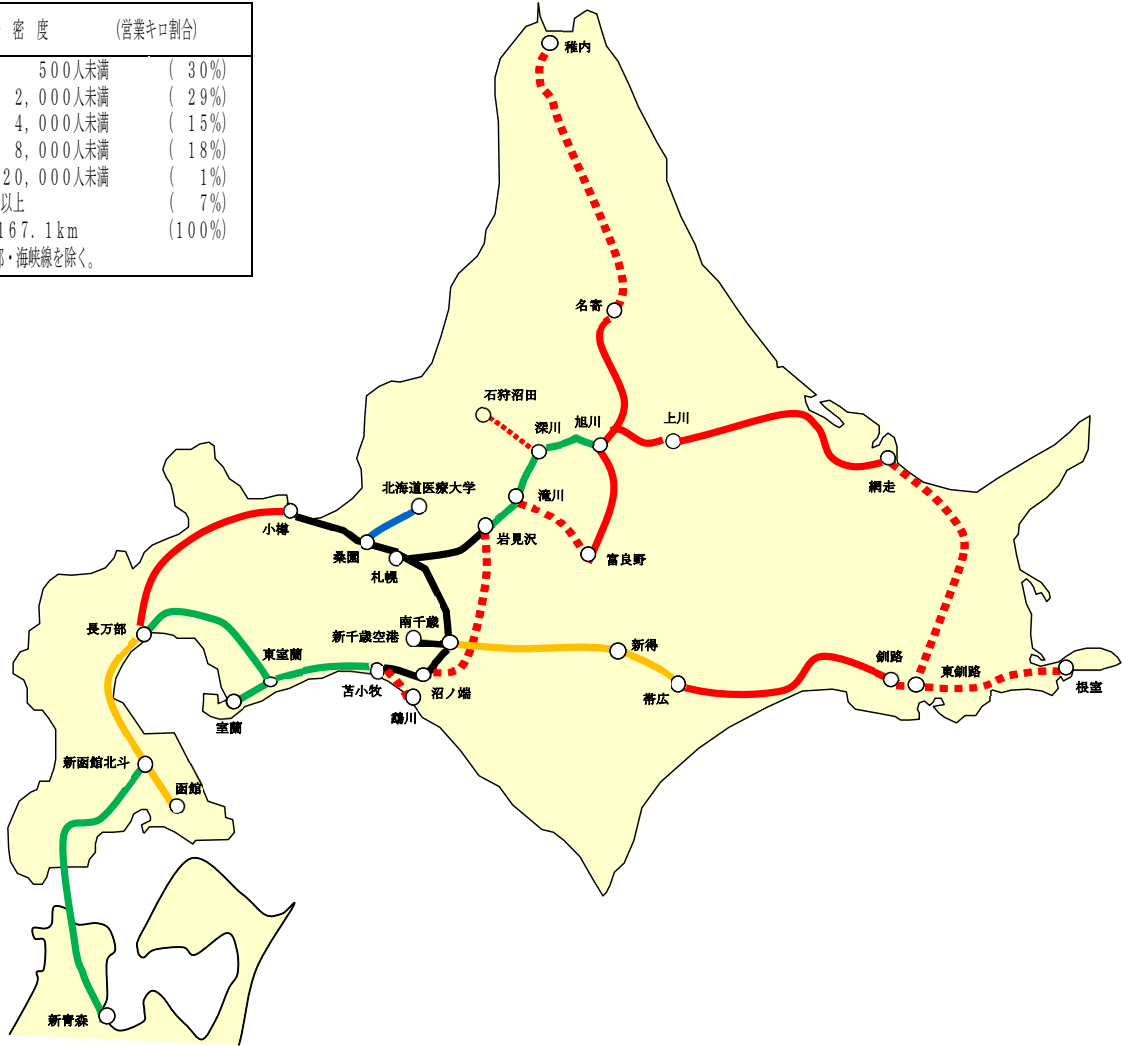 密 度 (営業キロ割合)
500人未満 ( 30%)
2,000人未満 ( 29%)
4,000人未満 ( 15%)
8,000人未満 ( 18%)
20,000人未満 ( 1%)
以上 ( 7%)
167.1km (100%)
・海峡線を除く。
稚内
名寄
石狩沼田
深川
旭川
上川
網走
北海道医療大学
滝川
小樽
桑園
札幌
岩見沢
富良野
長万部
東室蘭
新千歳空港
南千歳
新得
釧路
東釧路
根室
室蘭
苫小牧
沼ノ端
鵡川
帯広
新函館北斗
函館
新青森